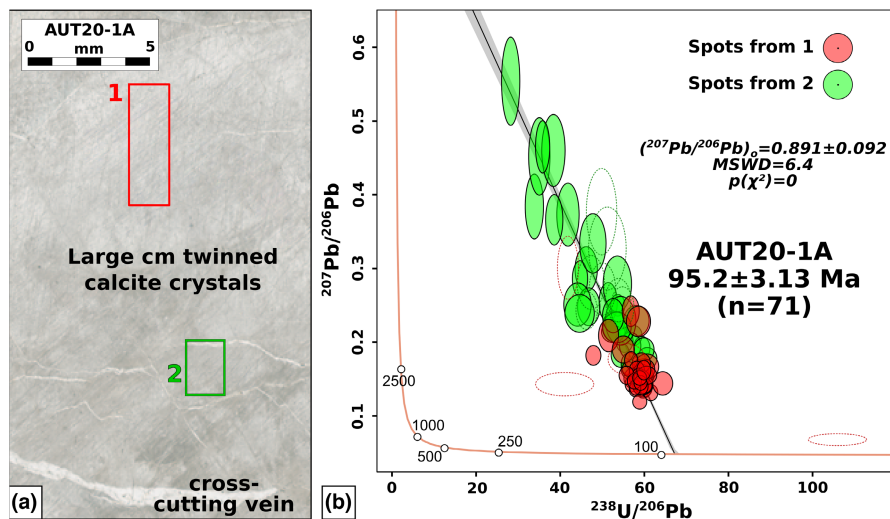 AUT20-1A
0 mm 5
1
Large cm twinned
calcite crystals
2
cross-
cutting vein
(a)
0.6
0.5
0.4
0.3
0.2
0.1
²⁰⁷Pb/²⁰⁶Pb
Spots from 1
Spots from 2
(²⁰⁷Pb/²⁰⁶Pb)ₒ=0.891±0.092
MSWD=6.4
p(χ²)=0
AUT20-1A
95.2±3.13 Ma
(n=71)
2500
1000
500
250
100
0 20 40 60 80 100
²³⁸U/²⁰⁶Pb
(b)